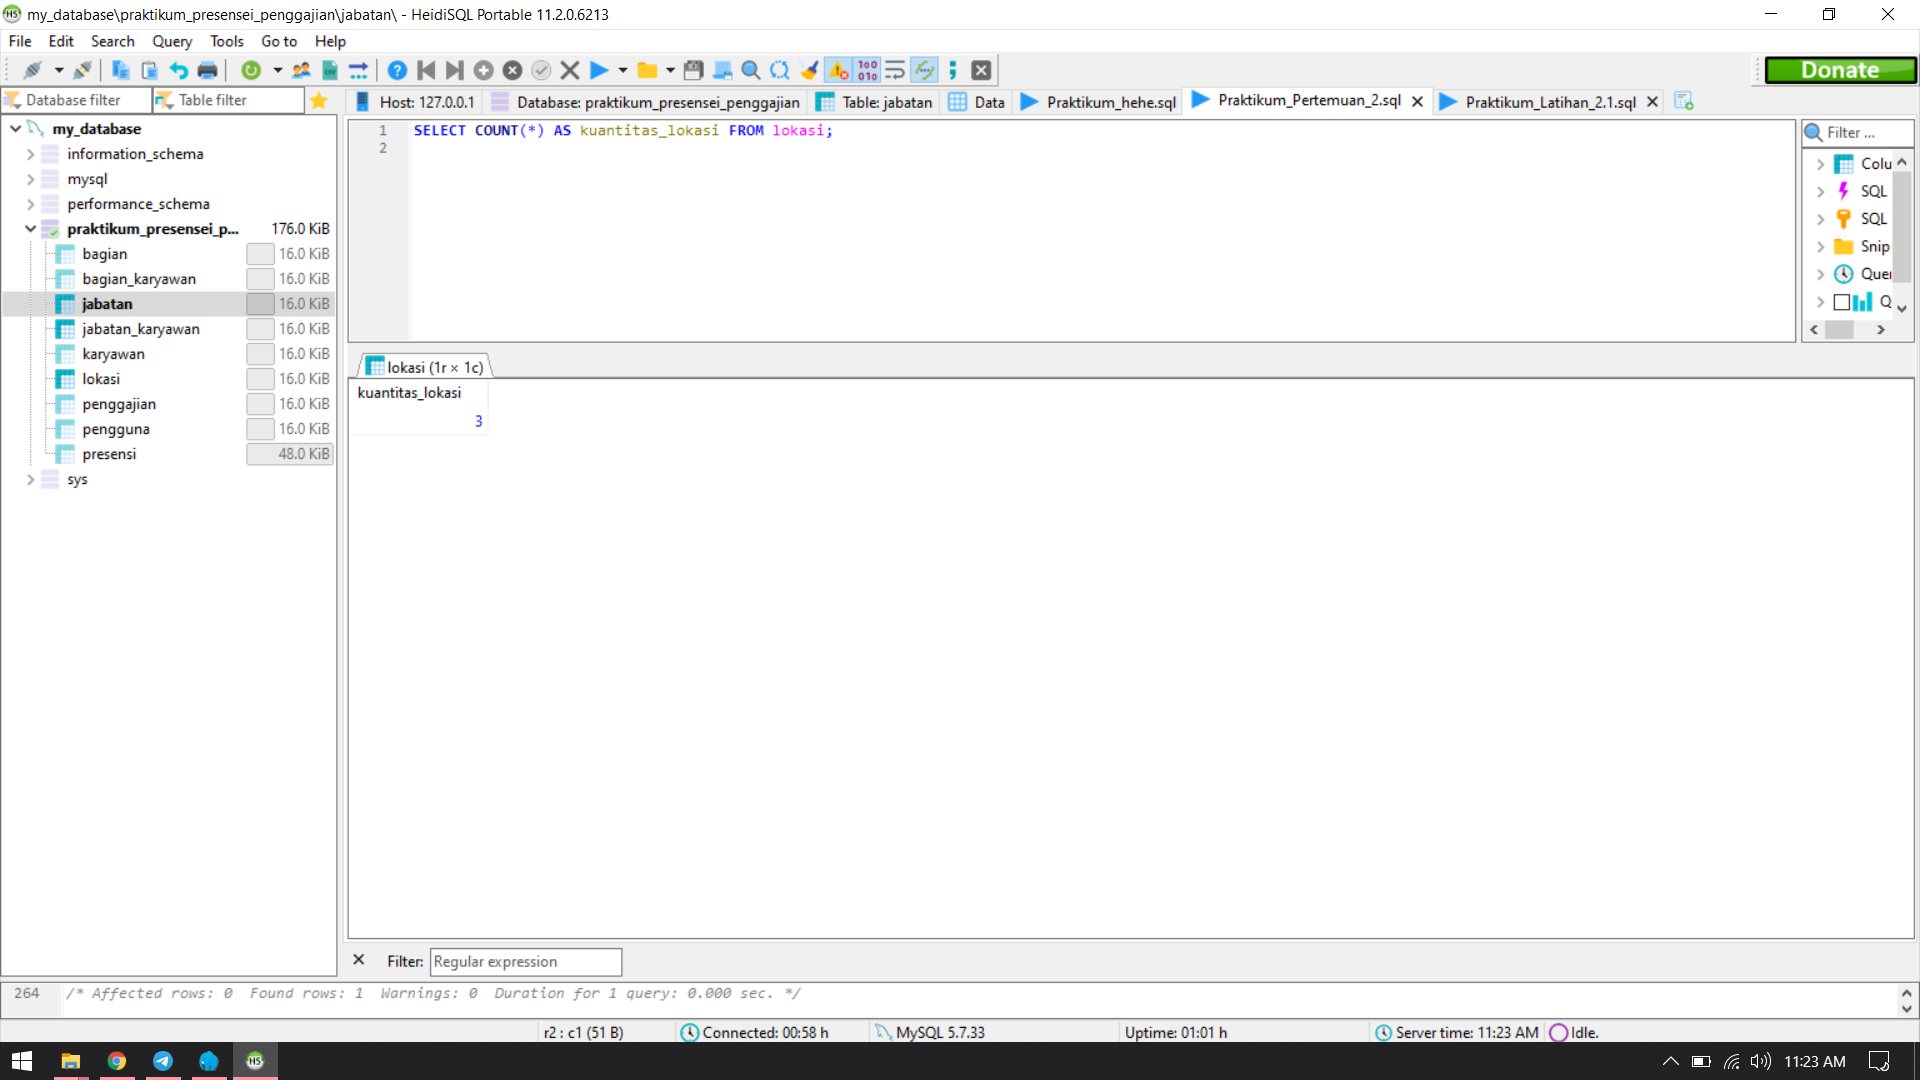 my_database\praktikum_presensei_penggajian\jabatan\ - HeidiSQL Portable 11.2.0.6213
File Edit Search Query Tools Go to Help
Donate
Database filter Table filter
Host: 127.0.0.1 Database: praktikum_presensei_penggajian Table: jabatan Data Praktikum_hehe.sql Praktikum_Pertemuan_2.sql Praktikum_Latihan_2.1.sql
my_database
information_schema
mysql
performance_schema
praktikum_presensei_p... 176.0 KiB
bagian 16.0 KiB
bagian_karyawan 16.0 KiB
jabatan 16.0 KiB
jabatan_karyawan 16.0 KiB
karyawan 16.0 KiB
lokasi 16.0 KiB
penggajian 16.0 KiB
pengguna 16.0 KiB
presensi 48.0 KiB
sys
1 SELECT COUNT(*) AS kuantitas_lokasi FROM lokasi;
2
Filter ...
Colu
SQL
SQL
Snip
Quer
Q
lokasi (1r × 1c)
kuantitas_lokasi
3
Filter: Regular expression
264 /* Affected rows: 0 Found rows: 1 Warnings: 0 Duration for 1 query: 0.000 sec. */
r2 : c1 (51 B) Connected: 00:58 h MySQL 5.7.33 Uptime: 01:01 h Server time: 11:23 AM Idle.
HS 11:23 AM